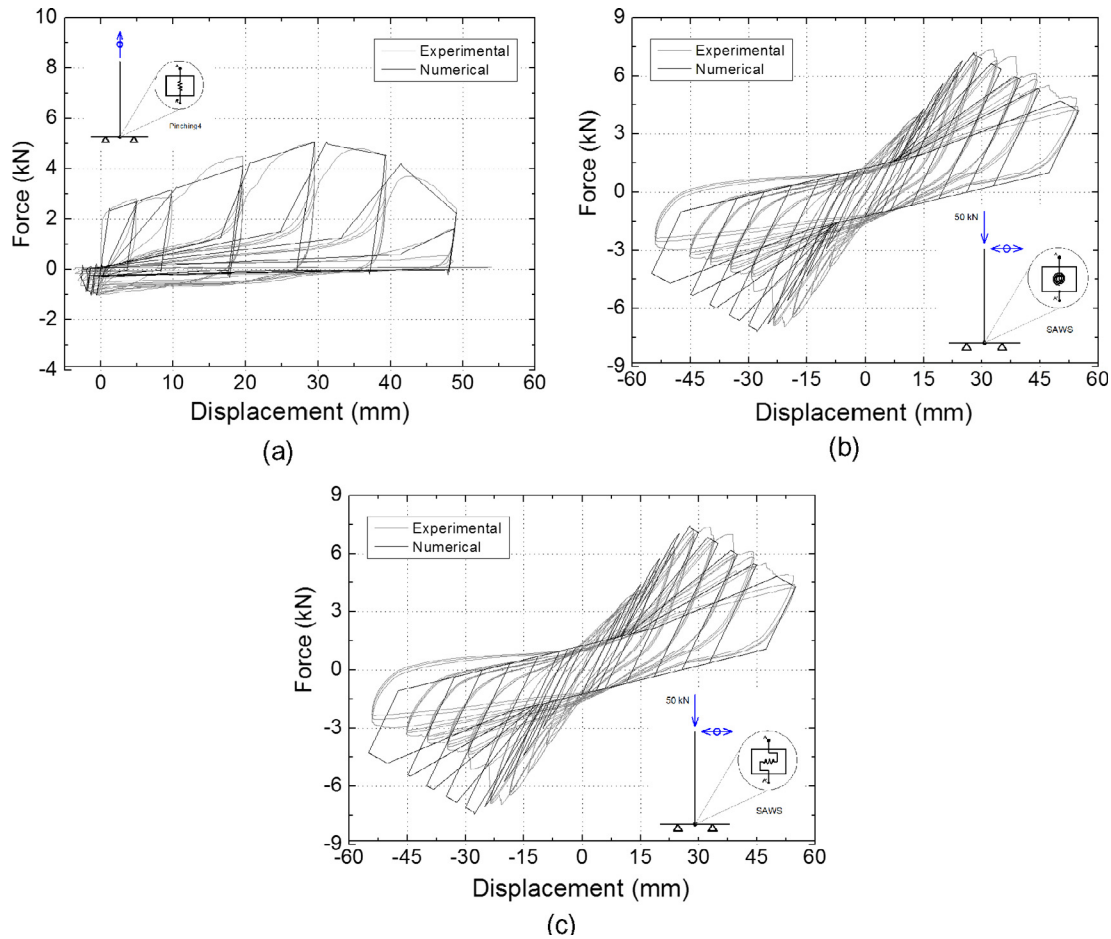 10
8
6
4
2
0
-2
-4
0 10 20 30 40 50 60
Force (kN)
Displacement (mm)
Experimental
Numerical
Pinching4
(a)
9
6
3
0
-3
-6
-9
-60 -45 -30 -15 0 15 30 45 60
Force (kN)
Displacement (mm)
Experimental
Numerical
50 kN
SAWS
(b)
9
6
3
0
-3
-6
-9
-60 -45 -30 -15 0 15 30 45 60
Force (kN)
Displacement (mm)
Experimental
Numerical
50 kN
SAWS
(c)